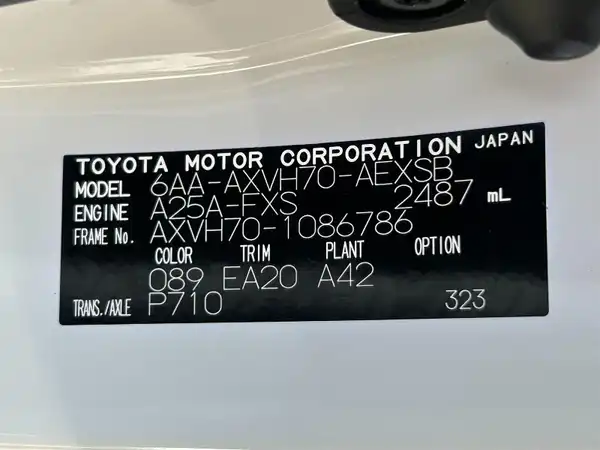 TOYOTA MOTOR CORPORATION JAPAN
MODEL 6AA-AXVH70-AEXSB
ENGINE A25A-FXS 2487 mL
FRAME No. AXVH70-1086786
COLOR TRIM PLANT OPTION
089 EA20 A42
TRANS./AXLE P710 323